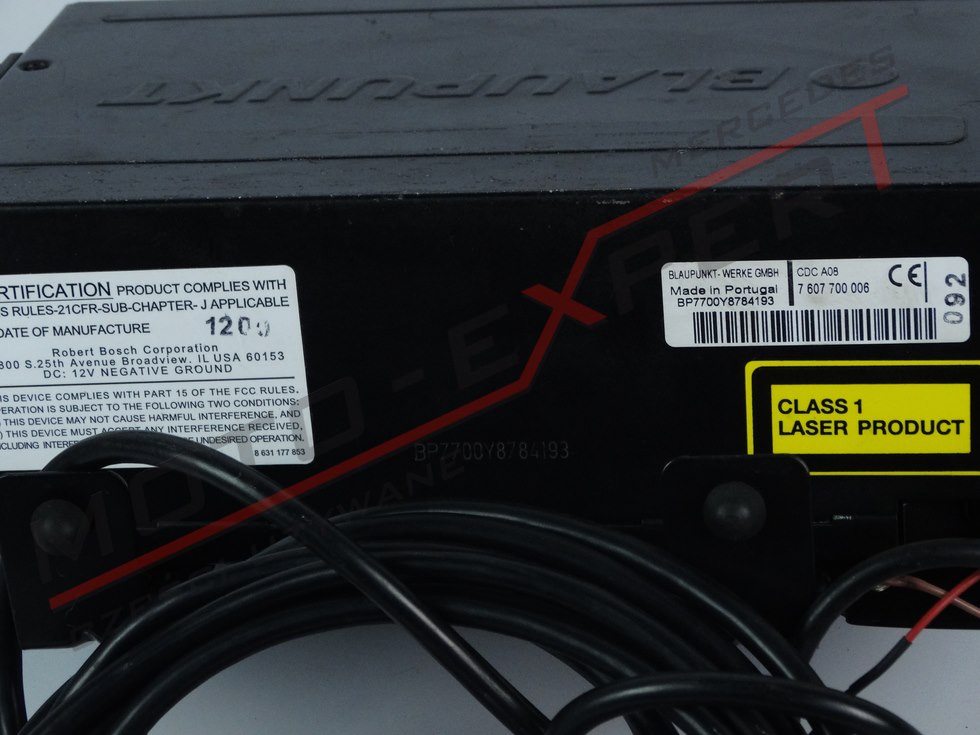 BLAUPUNKT
MERCEDES
MOTO-EXPERT
RTIFICATION PRODUCT COMPLIES WITH
S RULES-21CFR-SUB-CHAPTER- J APPLICABLE
DATE OF MANUFACTURE 1200
Robert Bosch Corporation
800 S.25th Avenue Broadview, IL USA 60153
DC: 12V NEGATIVE GROUND
IS DEVICE COMPLIES WITH PART 15 OF THE FCC RULES.
ERATION IS SUBJECT TO THE FOLLOWING TWO CONDITIONS:
) THIS DEVICE MAY NOT CAUSE HARMFUL INTERFERENCE, AND
) THIS DEVICE MUST ACCEPT ANY INTERFERENCE RECEIVED,
CLUDING INTERFE UNDESIRED OPERATION.
8 631 177 853
BLAUPUNKT- WERKE GMBH
Made in Portugal
BP7700Y8784193
CDC A08
7 607 700 006
CE
092
CLASS 1
LASER PRODUCT
BP7700Y8784193